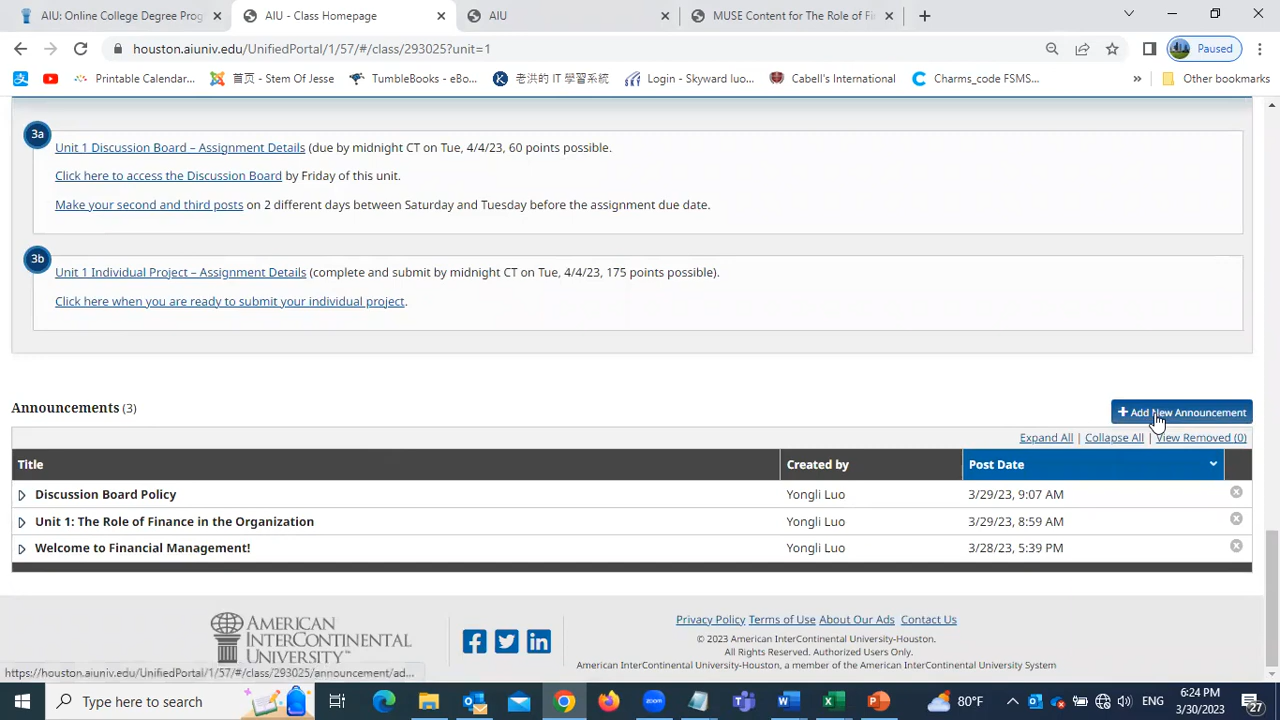 AIU: Online College Degree Prog
AIU - Class Homepage
AIU
MUSE Content for The Role of Fi
houston.aiuniv.edu/UnifiedPortal/1/57/#/class/293025?unit=1
Paused
Printable Calendar...
首页 - Stem Of Jesse
TumbleBooks - eBo...
老洪的 IT 學習系統
Login - Skyward Iuo...
Cabell's International
Charms_code FSMS...
»
Other bookmarks
3a
Unit 1 Discussion Board – Assignment Details (due by midnight CT on Tue, 4/4/23, 60 points possible.
Click here to access the Discussion Board by Friday of this unit.
Make your second and third posts on 2 different days between Saturday and Tuesday before the assignment due date.
3b
Unit 1 Individual Project – Assignment Details (complete and submit by midnight CT on Tue, 4/4/23, 175 points possible).
Click here when you are ready to submit your individual project.
Announcements (3)
+ Add New Announcement
Expand All | Collapse All | View Removed (0)
Title Created by Post Date
Discussion Board Policy Yongli Luo 3/29/23, 9:07 AM
Unit 1: The Role of Finance in the Organization Yongli Luo 3/29/23, 8:59 AM
Welcome to Financial Management! Yongli Luo 3/28/23, 5:39 PM
AMERICAN
INTERCONTINENTAL
UNIVERSITY
Privacy Policy Terms of Use About Our Ads Contact Us
© 2023 American InterContinental University-Houston.
All Rights Reserved. Authorized Users Only.
American InterContinental University-Houston, a member of the American InterContinental University System
https://houston.aiuniv.edu/UnifiedPortal/1/57/#/class/293025/announcement/ad...
Type here to search
80°F
ENG
6:24 PM
3/30/2023
27